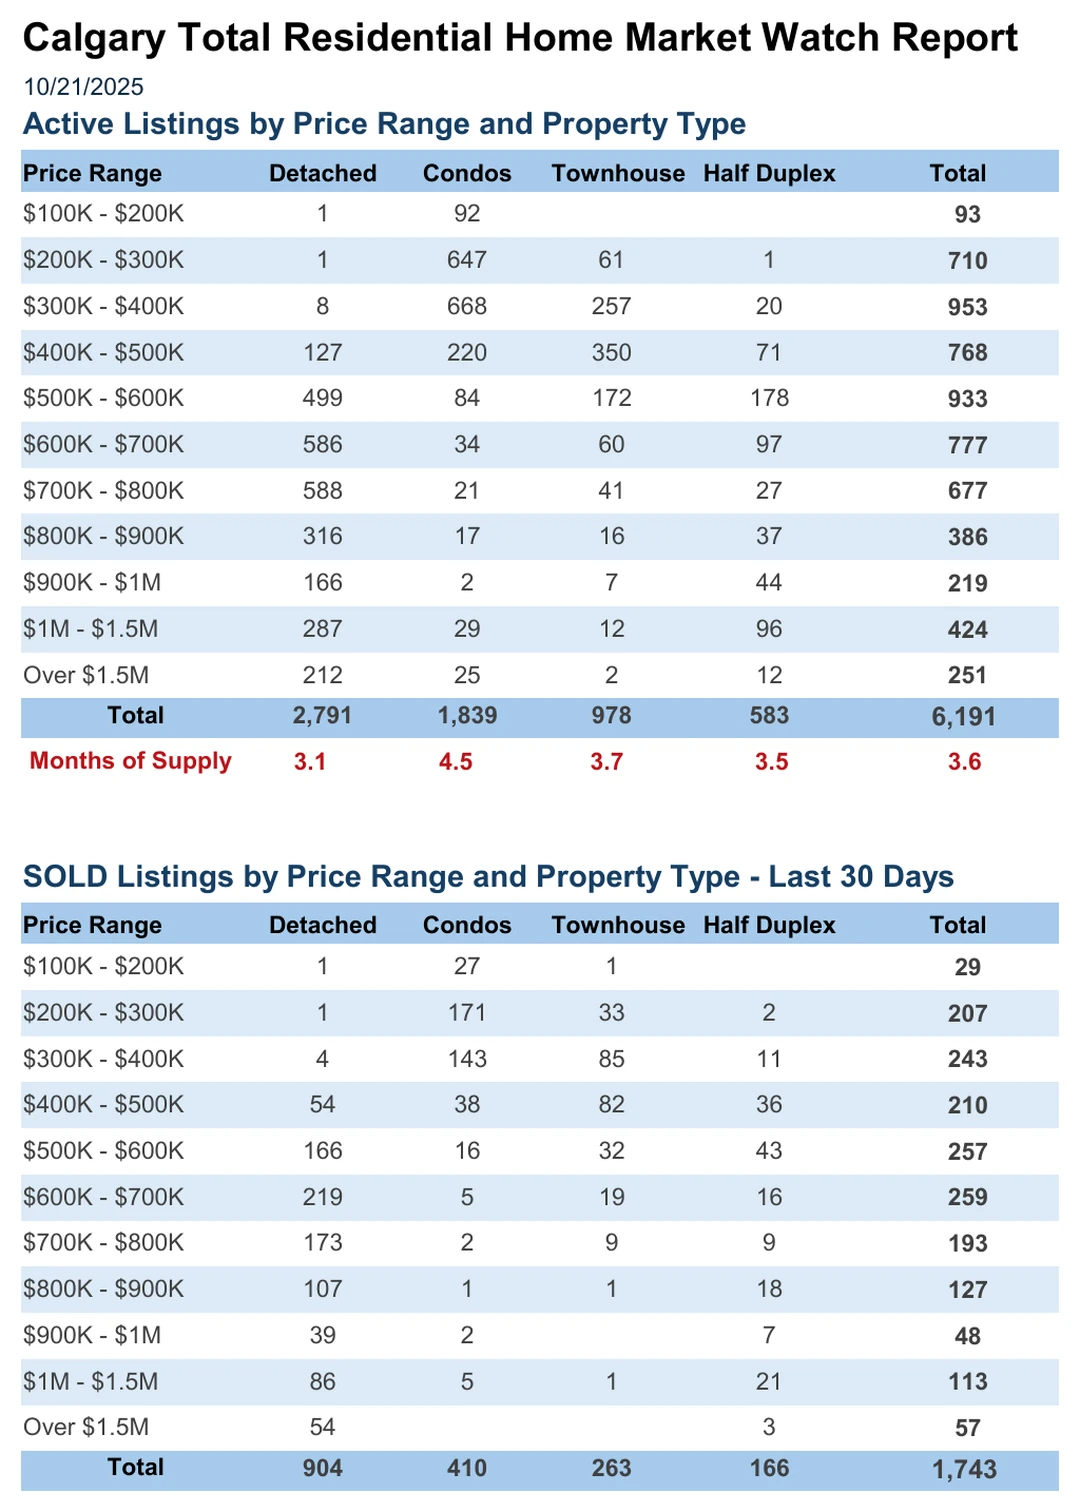 Calgary Total Residential Home Market Watch Report
10/21/2025
Active Listings by Price Range and Property Type
Price Range Detached Condos Townhouse Half Duplex Total
$100K - $200K 1 92 93
$200K - $300K 1 647 61 1 710
$300K - $400K 8 668 257 20 953
$400K - $500K 127 220 350 71 768
$500K - $600K 499 84 172 178 933
$600K - $700K 586 34 60 97 777
$700K - $800K 588 21 41 27 677
$800K - $900K 316 17 16 37 386
$900K - $1M 166 2 7 44 219
$1M - $1.5M 287 29 12 96 424
Over $1.5M 212 25 2 12 251
Total 2,791 1,839 978 583 6,191
Months of Supply 3.1 4.5 3.7 3.5 3.6
SOLD Listings by Price Range and Property Type - Last 30 Days
Price Range Detached Condos Townhouse Half Duplex Total
$100K - $200K 1 27 1 29
$200K - $300K 1 171 33 2 207
$300K - $400K 4 143 85 11 243
$400K - $500K 54 38 82 36 210
$500K - $600K 166 16 32 43 257
$600K - $700K 219 5 19 16 259
$700K - $800K 173 2 9 9 193
$800K - $900K 107 1 1 18 127
$900K - $1M 39 2 7 48
$1M - $1.5M 86 5 1 21 113
Over $1.5M 54 3 57
Total 904 410 263 166 1,743